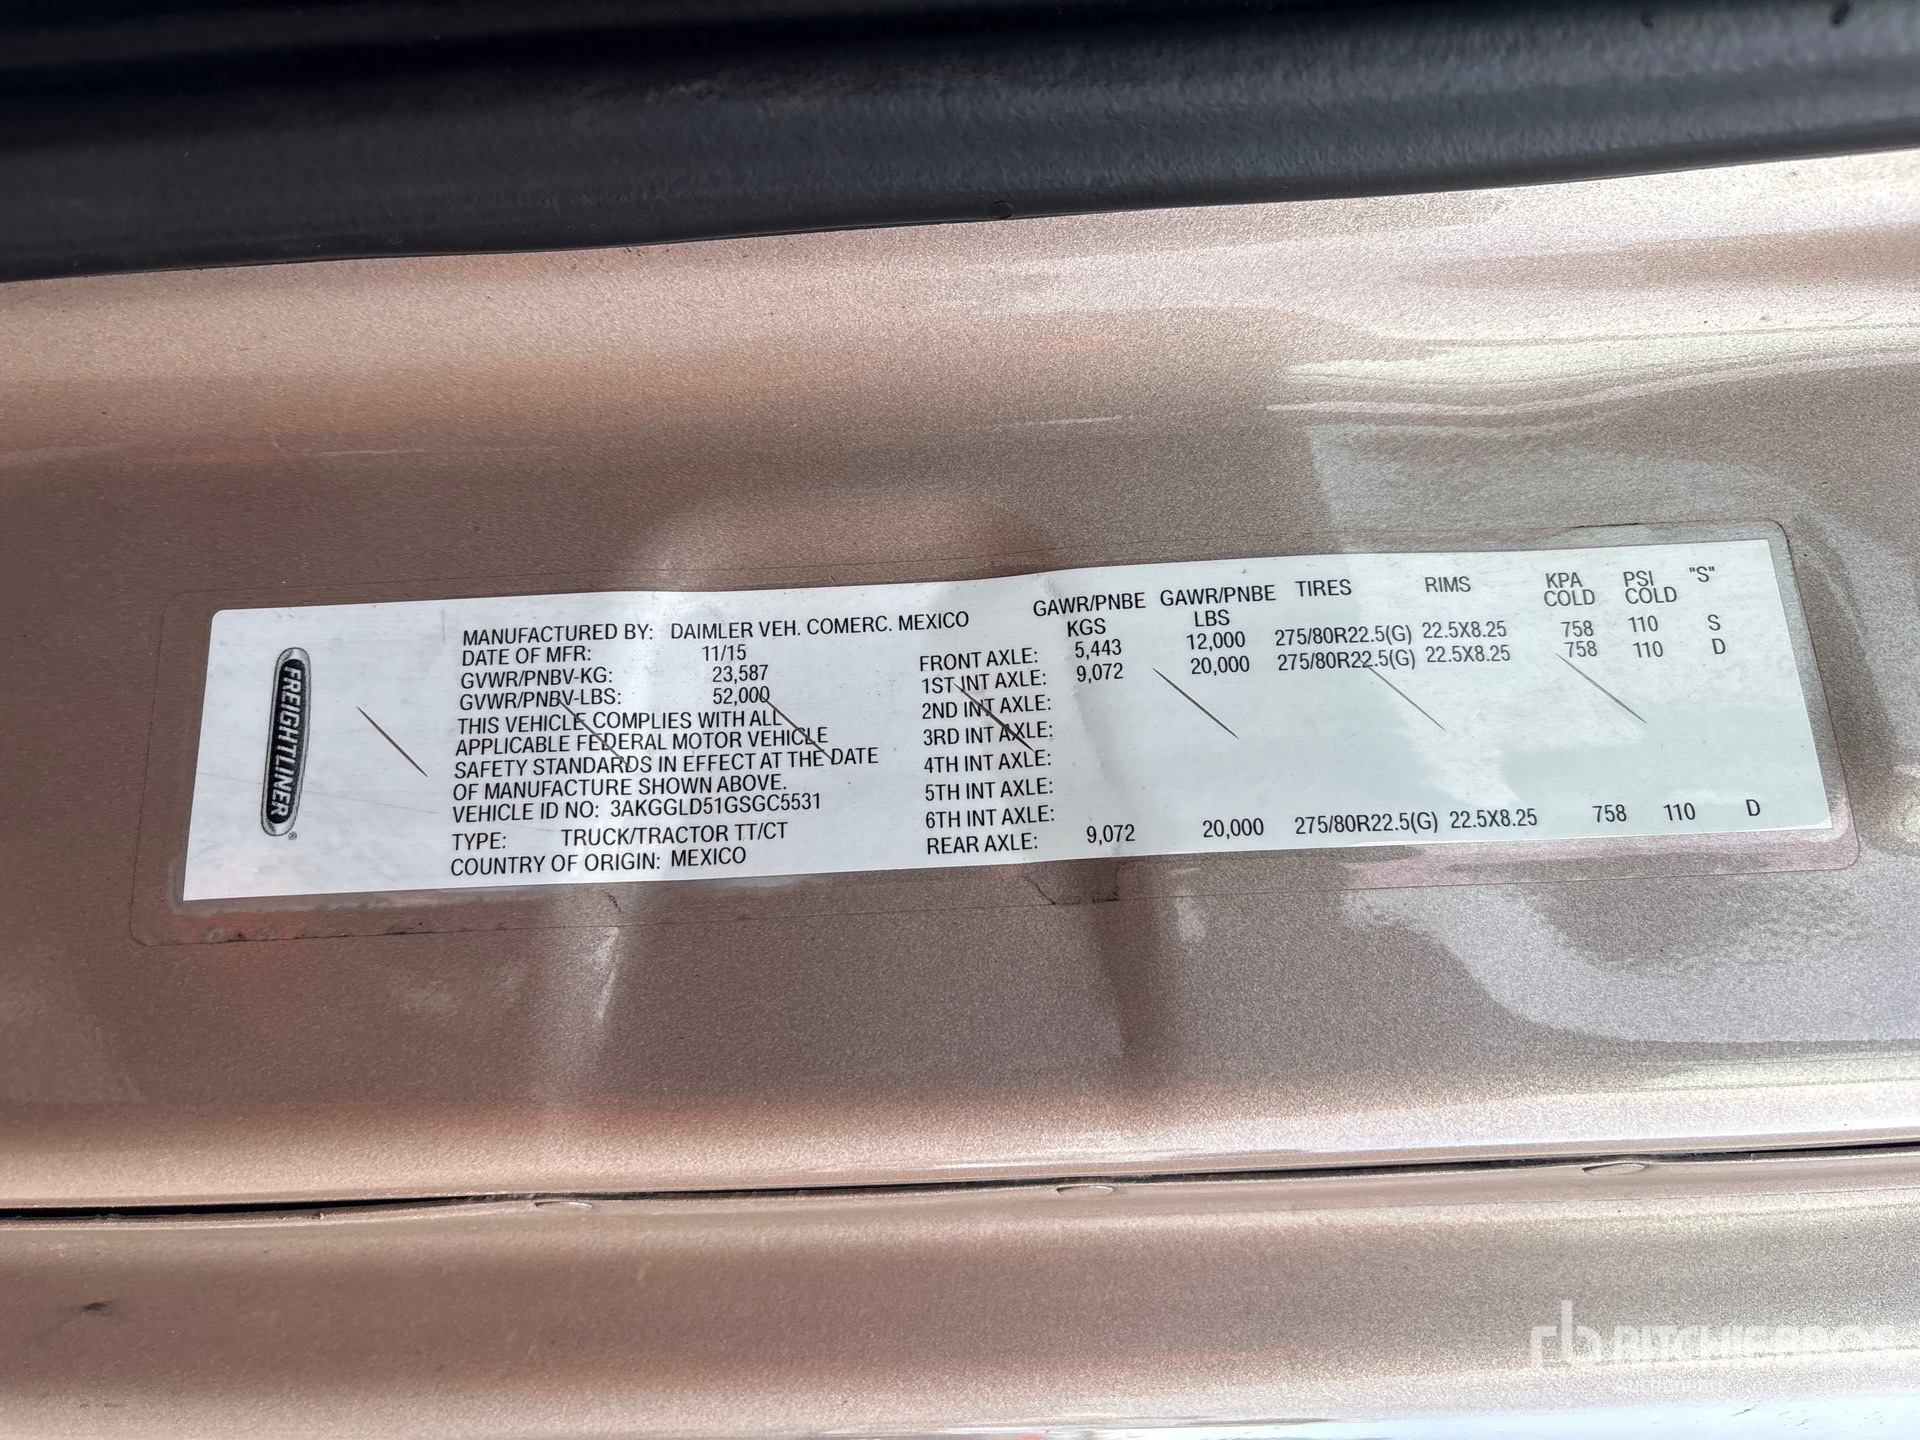 FREIGHTLINER®
MANUFACTURED BY: DAIMLER VEH. COMERC. MEXICO
DATE OF MFR: 11/15
GVWR/PNBV-KG: 23,587
GVWR/PNBV-LBS: 52,000
THIS VEHICLE COMPLIES WITH ALL
APPLICABLE FEDERAL MOTOR VEHICLE
SAFETY STANDARDS IN EFFECT AT THE DATE
OF MANUFACTURE SHOWN ABOVE.
VEHICLE ID NO: 3AKGGLD51GSGC5531
TYPE: TRUCK/TRACTOR TT/CT
COUNTRY OF ORIGIN: MEXICO
GAWR/PNBE KGS GAWR/PNBE LBS TIRES RIMS KPA COLD PSI COLD "S"
FRONT AXLE: 5,443 12,000 275/80R22.5(G) 22.5X8.25 758 110 S
1ST INT AXLE: 9,072 20,000 275/80R22.5(G) 22.5X8.25 758 110 D
2ND INT AXLE:
3RD INT AXLE:
4TH INT AXLE:
5TH INT AXLE:
6TH INT AXLE:
REAR AXLE: 9,072 20,000 275/80R22.5(G) 22.5X8.25 758 110 D
rb RITCHIE BROS